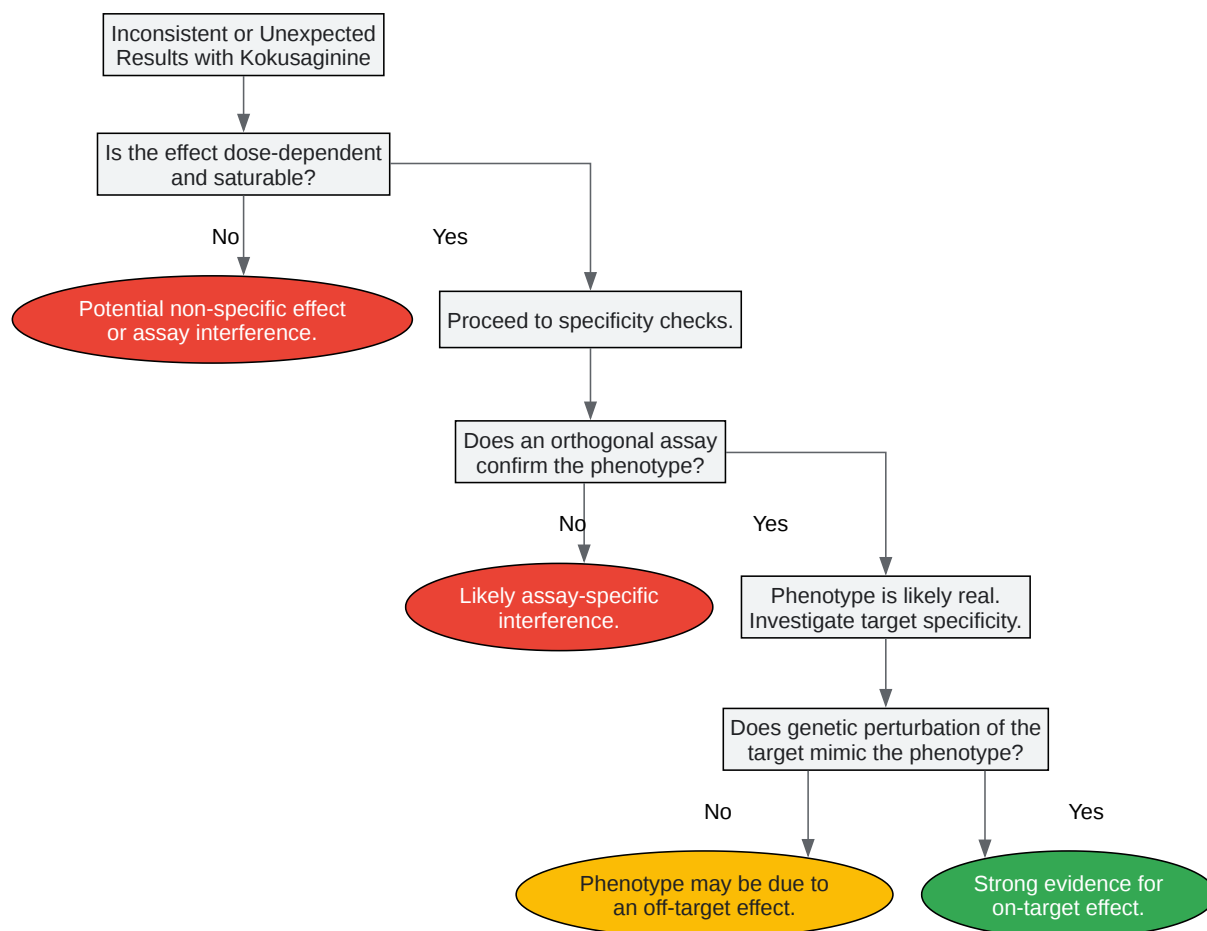 Inconsistent or Unexpected
Results with Kokusaginine
Is the effect dose-dependent
and saturable?
No
Yes
Potential non-specific effect
or assay interference.
Proceed to specificity checks.
Does an orthogonal assay
confirm the phenotype?
No
Yes
Likely assay-specific
interference.
Phenotype is likely real.
Investigate target specificity.
Does genetic perturbation of the
target mimic the phenotype?
No
Yes
Phenotype may be due to
an off-target effect.
Strong evidence for
on-target effect.